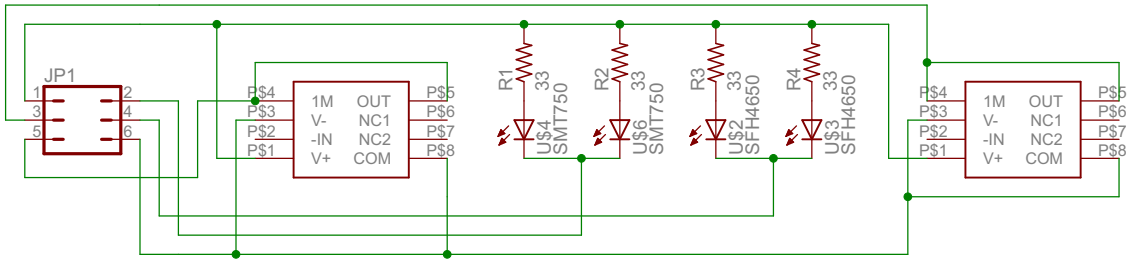 JP1
1
2
3
4
5
6
P$4
P$3
P$2
P$1
1M OUT
V- NC1
-IN NC2
V+ COM
P$5
P$6
P$7
P$8
R1
33
R2
33
R3
33
R4
33
U$4
SMT750
U$6
SMT750
U$2
SFH4650
U$3
SFH4650
P$4
P$3
P$2
P$1
1M OUT
V- NC1
-IN NC2
V+ COM
P$5
P$6
P$7
P$8